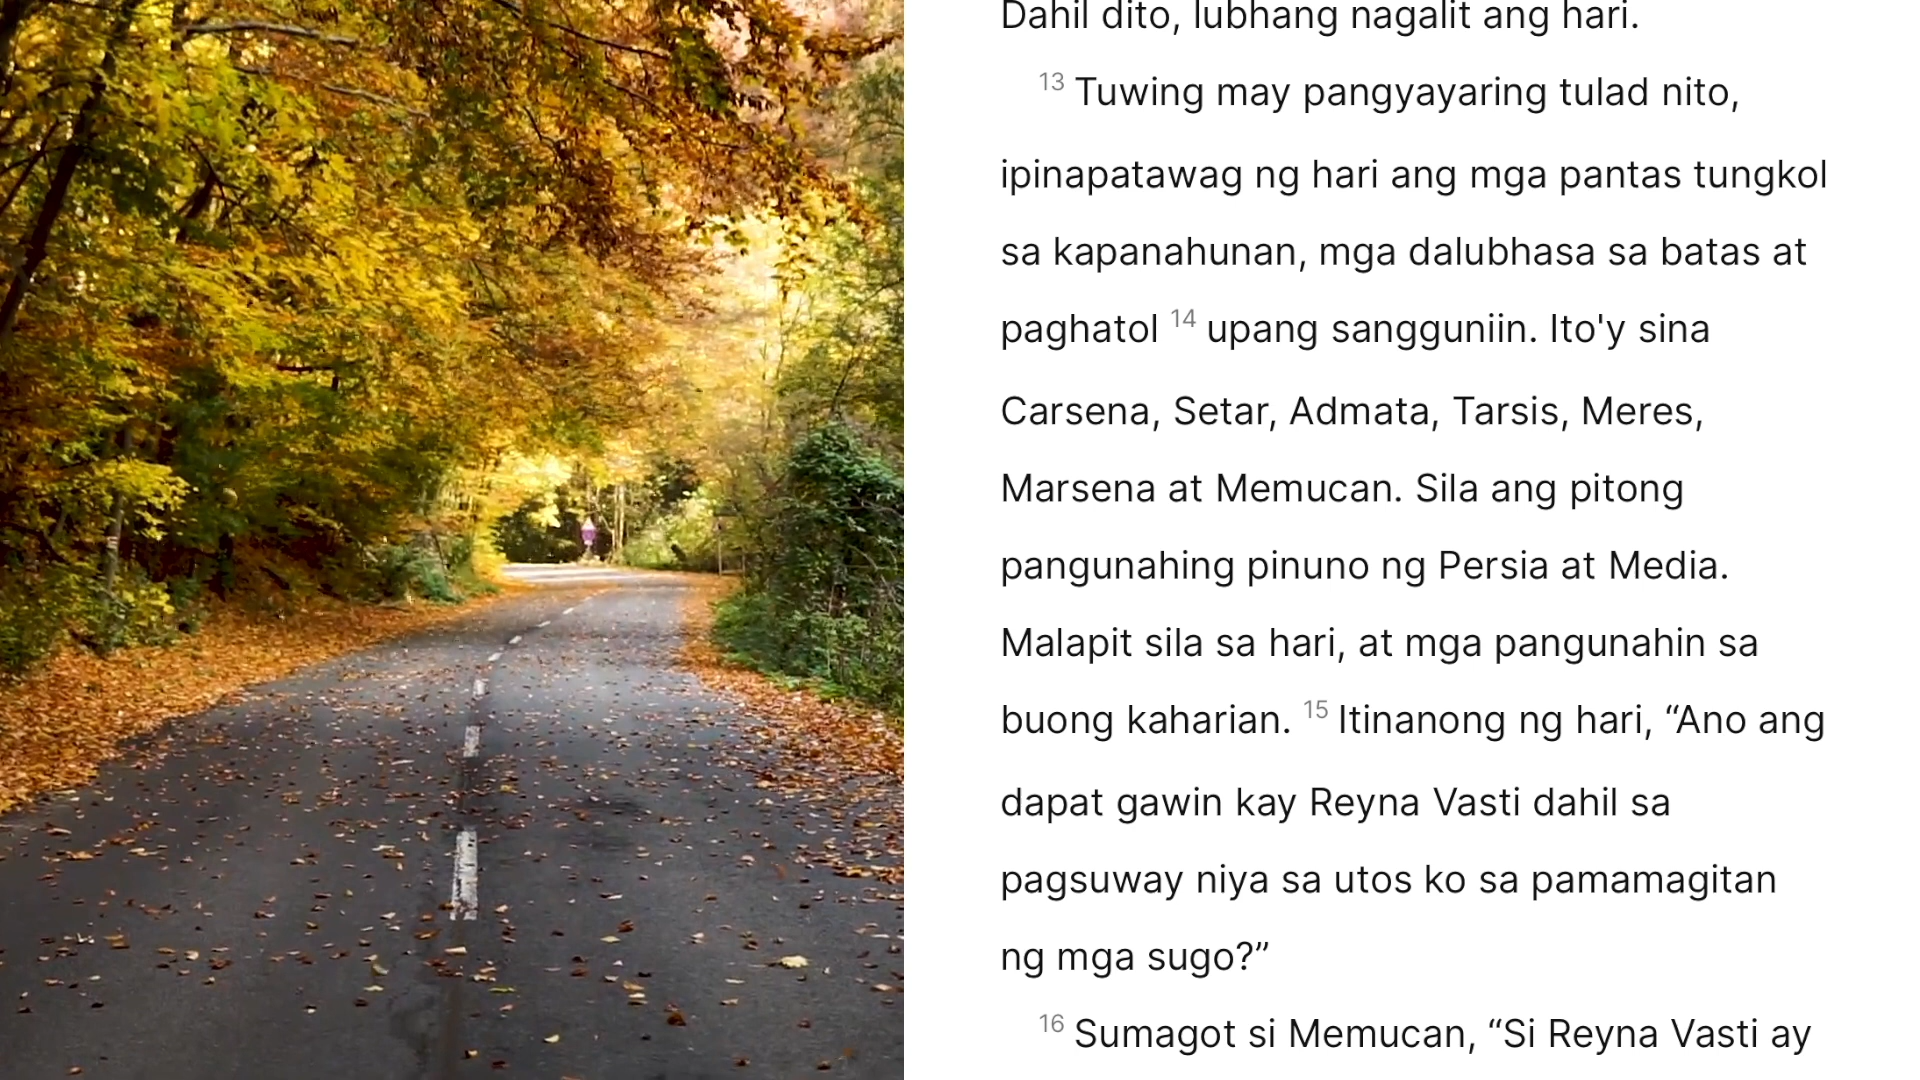 Dahil dito, lubhang nagalit ang hari.
13 Tuwing may pangyayaring tulad nito,
ipinapatawag ng hari ang mga pantas tungkol
sa kapanahunan, mga dalubhasa sa batas at
paghatol 14 upang sangguniin. Ito'y sina
Carsena, Setar, Admata, Tarsis, Meres,
Marsena at Memucan. Sila ang pitong
pangunahing pinuno ng Persia at Media.
Malapit sila sa hari, at mga pangunahin sa
buong kaharian. 15 Itinanong ng hari, “Ano ang
dapat gawin kay Reyna Vasti dahil sa
pagsuway niya sa utos ko sa pamamagitan
ng mga sugo?”
16 Sumagot si Memucan, “Si Reyna Vasti ay